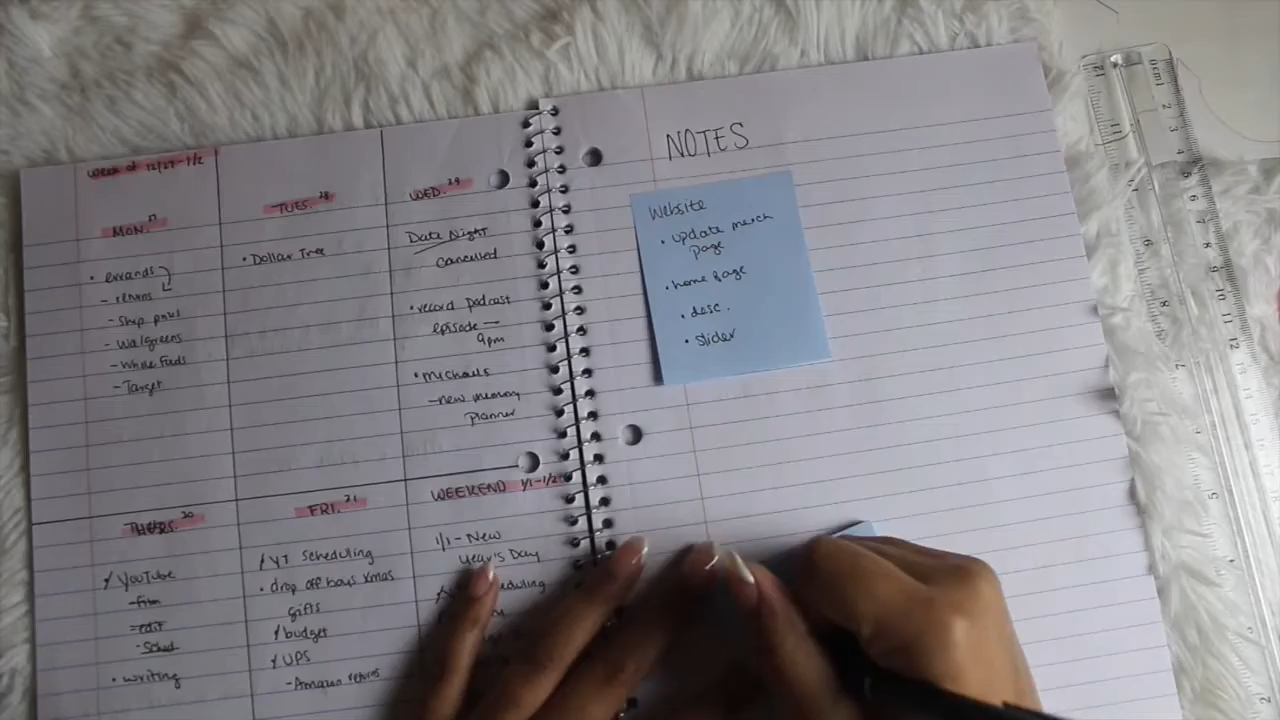 Week of 12/27-1/2
MON. 27
• errands
- returns
- Ship
- Walgreens
- Whole Foods
- Target
TUES. 28
• Dollar Tree
WED. 29
Date Night
cancelled
• record podcast
episode —
9pm
• michaels
- new memory
planner
THURS. 30
/ YouTube
- film
- edit
- sched
• writing
FRI. 31
/ YT scheduling
• drop off boys xmas
gifts
/ budget
/ UPS
- Amazon returns
WEEKEND 1/1-1/2
1/1 - New
Year's Day
NOTES
Website
• update merch
page
• home page
• desc.
• slider